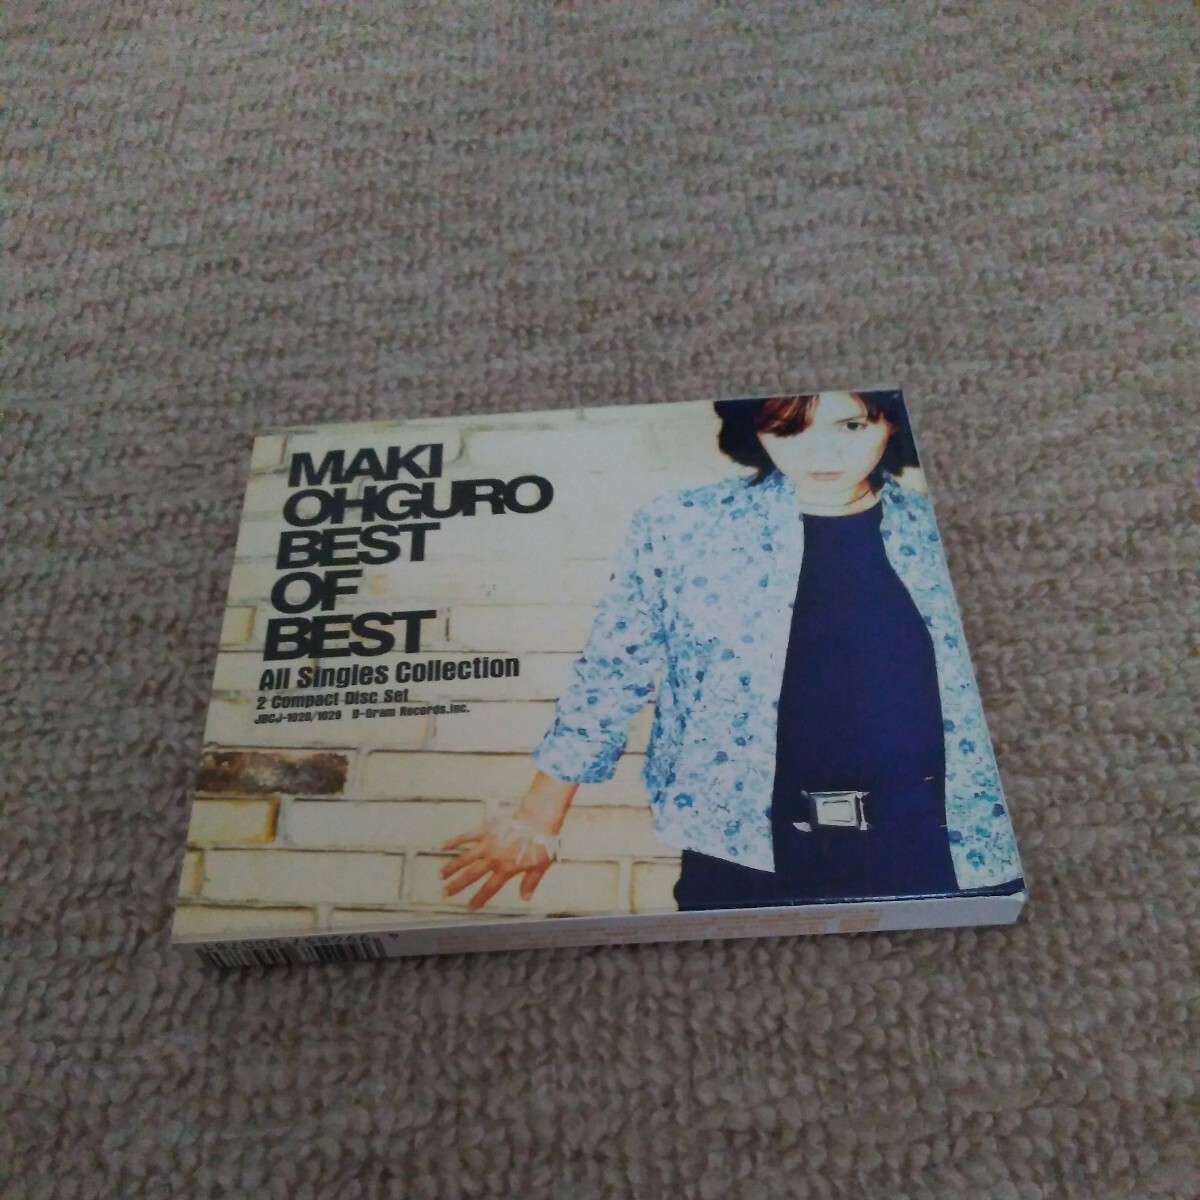 MAKI
OHGURO
BEST
OF
BEST
All Singles Collection
2 Compact Disc Set
JBCJ-1028/1029 B-Gram Records,Inc.